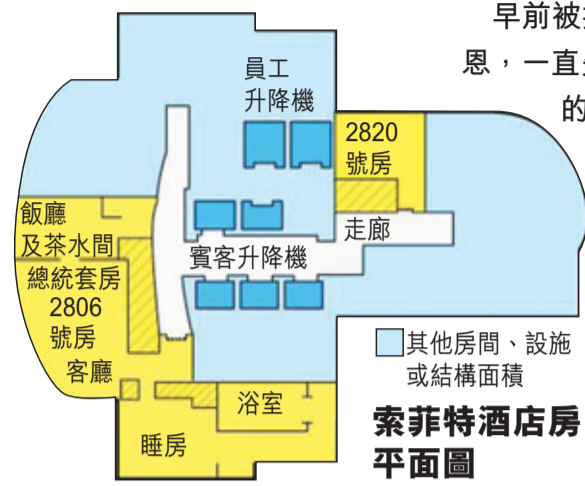 早前被
恩，一直
的
員工
升降機
2820
號房
飯廳
及茶水間
總統套房
2806
號房
客廳
賓客升降機
走廊
浴室
睡房
其他房間、設施
或結構面積
索菲特酒店房
平面圖